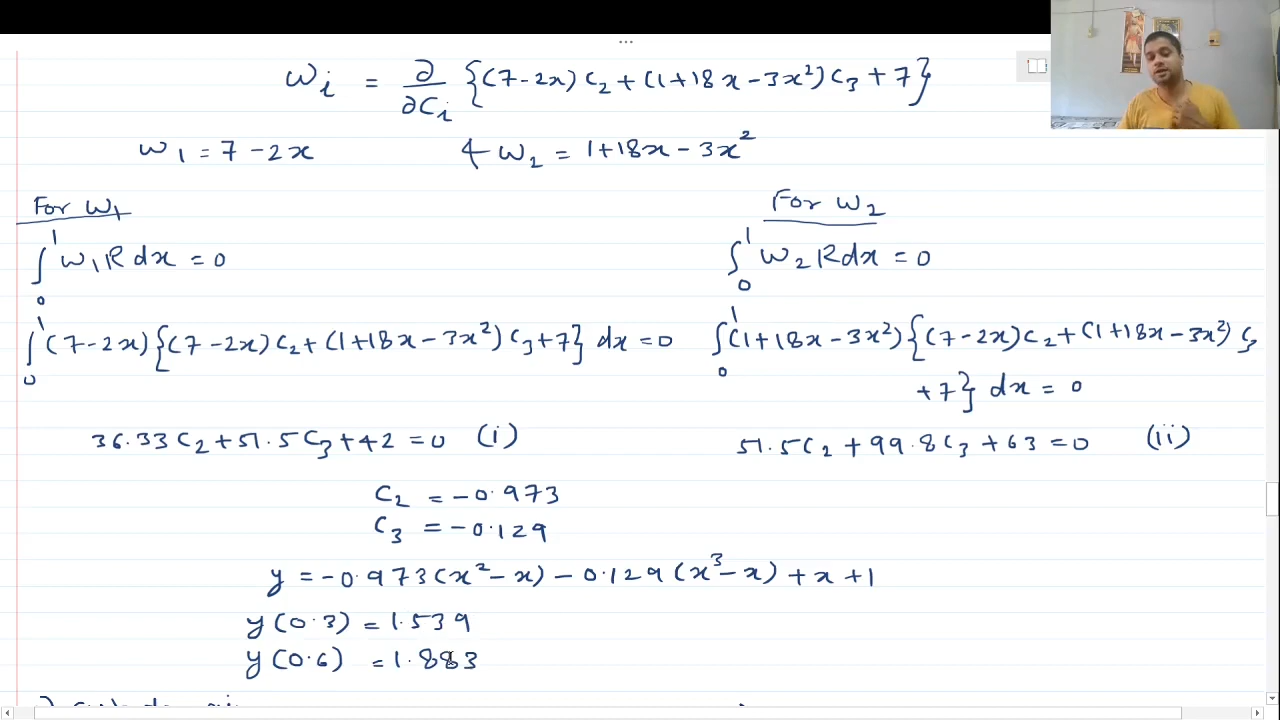 ...
Wi = ∂/∂Ci {(7-2x)C2 + (1+18x-3x²)C3 + 7}
W1 = 7-2x & W2 = 1+18x-3x²
For W1
∫₀¹ W1 R dx = 0
∫₀¹ (7-2x){(7-2x)C2 + (1+18x-3x²)C3 + 7} dx = 0
36.33C2 + 51.5C3 + 42 = 0 (i)
For W2
∫₀¹ W2 R dx = 0
∫₀¹ (1+18x-3x²){(7-2x)C2 + (1+18x-3x²)C3
+7} dx = 0
51.5C2 + 99.8C3 + 63 = 0 (ii)
C2 = -0.973
C3 = -0.129
y = -0.973(x²-x) - 0.129(x³-x) + x + 1
y(0.3) = 1.539
y(0.6) = 1.883